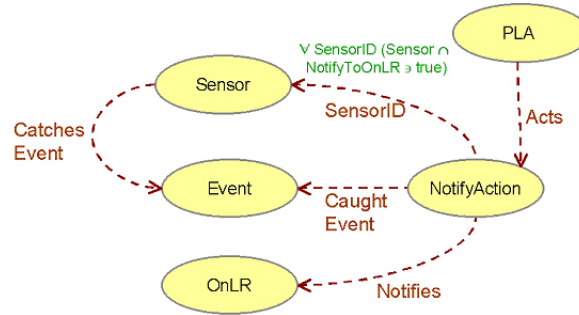 PLA
∀ SensorID (Sensor ∩
NotifyToOnLR ∋ true)
Sensor
SensorID
Acts
Catches
Event
Event
Caught
Event
NotifyAction
OnLR
Notifies